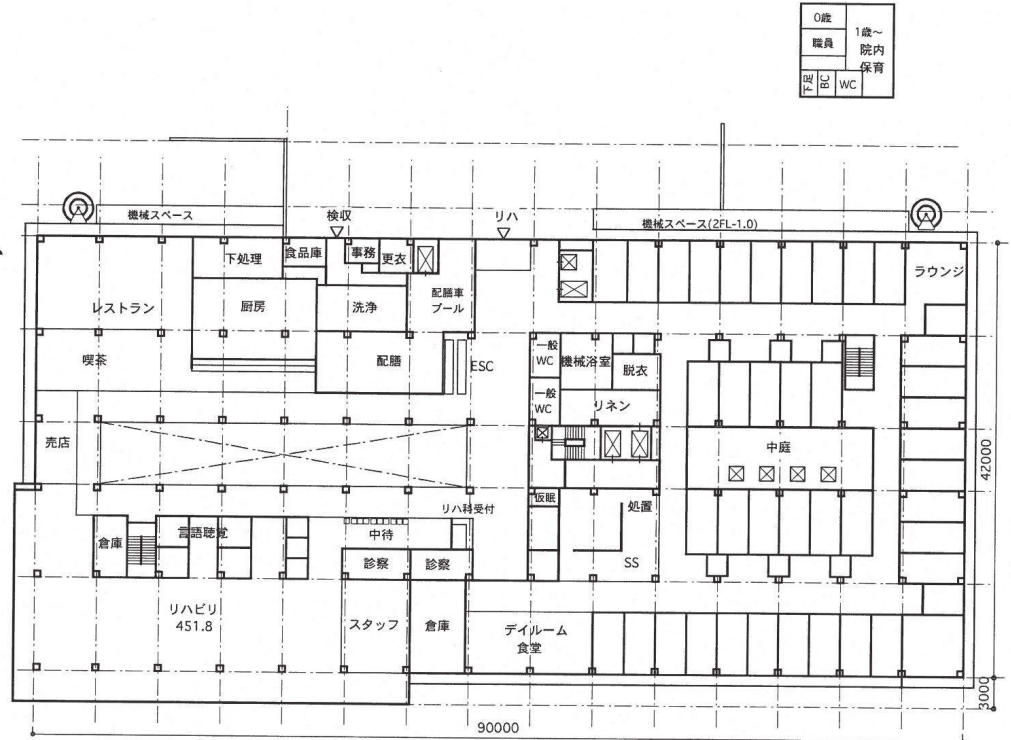 0歳
1歳～
職員
院内
保育
下足
BC
WC
機械スペース
検収
リハ
機械スペース(2FL-1.0)
下処理
食品庫
事務
更衣
ラウンジ
レストラン
厨房
洗浄
配膳車
プール
喫茶
配膳
ESC
一般
WC
機械浴室
脱衣
一般
WC
リネン
売店
中庭
42000
リハ科受付
仮眠
処置
倉庫
言語聴覚
中待
診察
診察
SS
リハビリ
451.8
スタッフ
倉庫
デイルーム
食堂
3000
90000